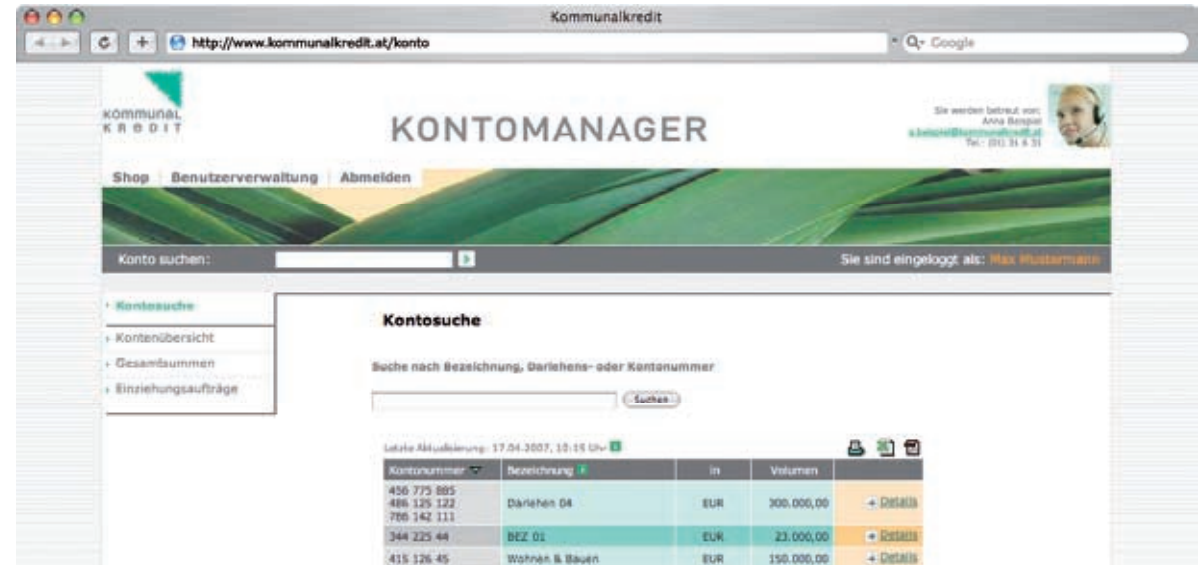 Kommunalkredit
http://www.kommunalkredit.at/konto
Google
KOMMUNAL
KREDIT
KONTOMANAGER
Sie werden betreut von:
Anna Beispiel
a.beispiel@kommunalkredit.at
Tel.: (01) 31 6 31
Shop Benutzerverwaltung Abmelden
Konto suchen:
Sie sind eingeloggt als: Max Mustermann
Kontosuche
Kontenübersicht
Gesamtsummen
Einziehungsaufträge
Kontosuche
Suche nach Bezeichnung, Darlehens- oder Kontonummer
Suchen
Letzte Aktualisierung: 17.04.2007, 10:15 Uhr
Kontonummer Bezeichnung in Volumen
456 775 885
486 125 122
786 142 111
Darlehen 04 EUR 300.000,00 Details
344 225 44 BEZ 01 EUR 23.000,00 Details
415 126 45 Wohnen & Bauen EUR 150.000,00 Details